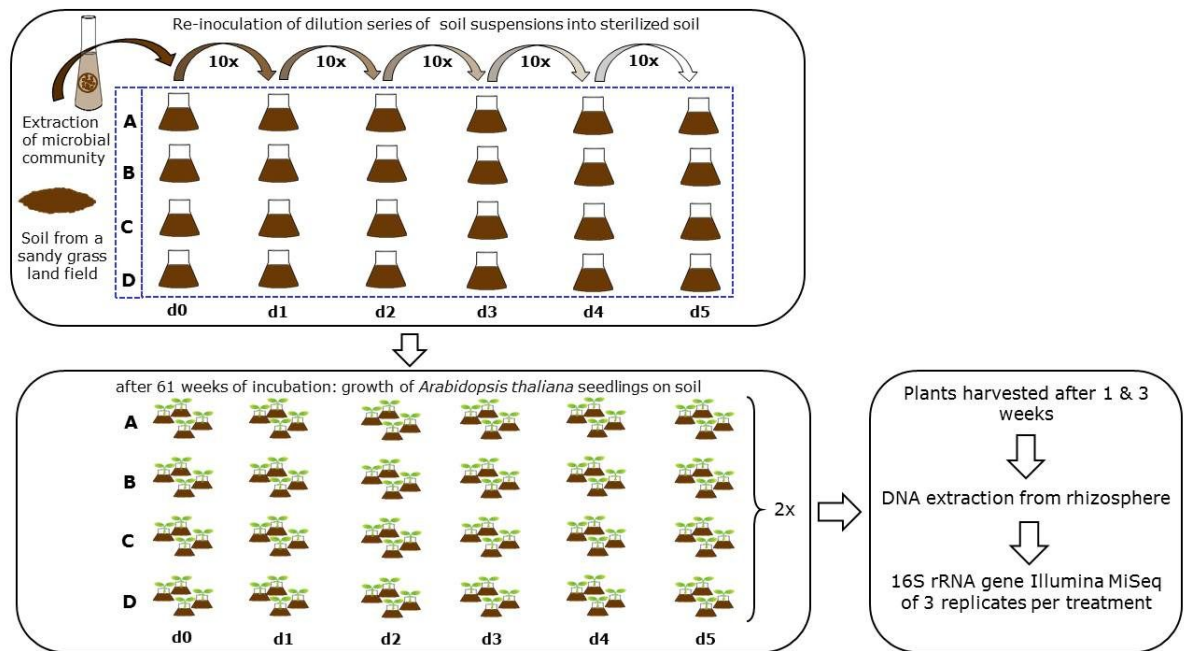 Re-inoculation of dilution series of soil suspensions into sterilized soil
10x 10x 10x 10x 10x
Extraction
of microbial
community
Soil from a
sandy grass
land field
A
B
C
D
d0 d1 d2 d3 d4 d5
after 61 weeks of incubation: growth of Arabidopsis thaliana seedlings on soil
A
B
C
D
d0 d1 d2 d3 d4 d5
2x
Plants harvested after 1 & 3
weeks
DNA extraction from rhizosphere
16S rRNA gene Illumina MiSeq
of 3 replicates per treatment